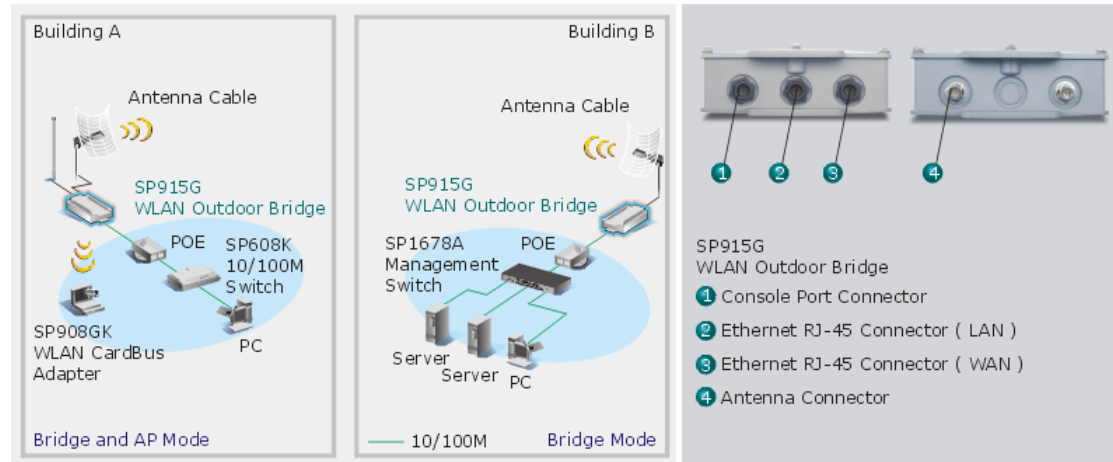 Building A
Antenna Cable
SP915G
WLAN Outdoor Bridge
POE
SP608K
10/100M
Switch
SP908GK
WLAN CardBus
Adapter
PC
Bridge and AP Mode
Building B
Antenna Cable
SP915G
WLAN Outdoor Bridge
SP1678A
Management
Switch
POE
Server
Server
PC
10/100M
Bridge Mode
1
2
3
4
SP915G
WLAN Outdoor Bridge
1 Console Port Connector
2 Ethernet RJ-45 Connector ( LAN )
3 Ethernet RJ-45 Connector ( WAN )
4 Antenna Connector